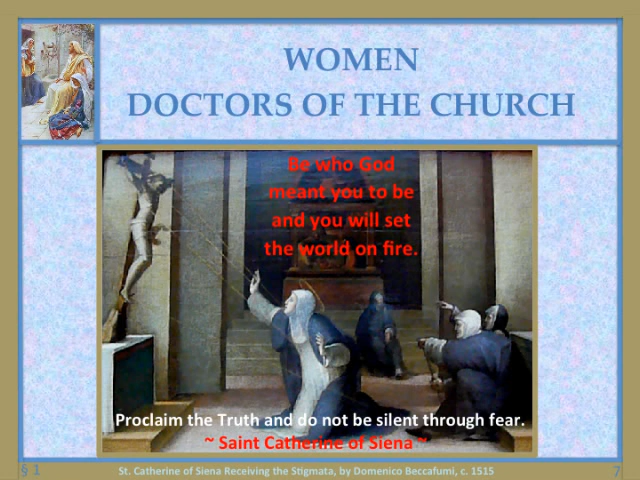 WOMEN
DOCTORS OF THE CHURCH
Be who God
meant you to be
and you will set
the world on fire.
Proclaim the Truth and do not be silent through fear.
~ Saint Catherine of Siena ~
§ 1
St. Catherine of Siena Receiving the Stigmata, by Domenico Beccafumi, c. 1515
7